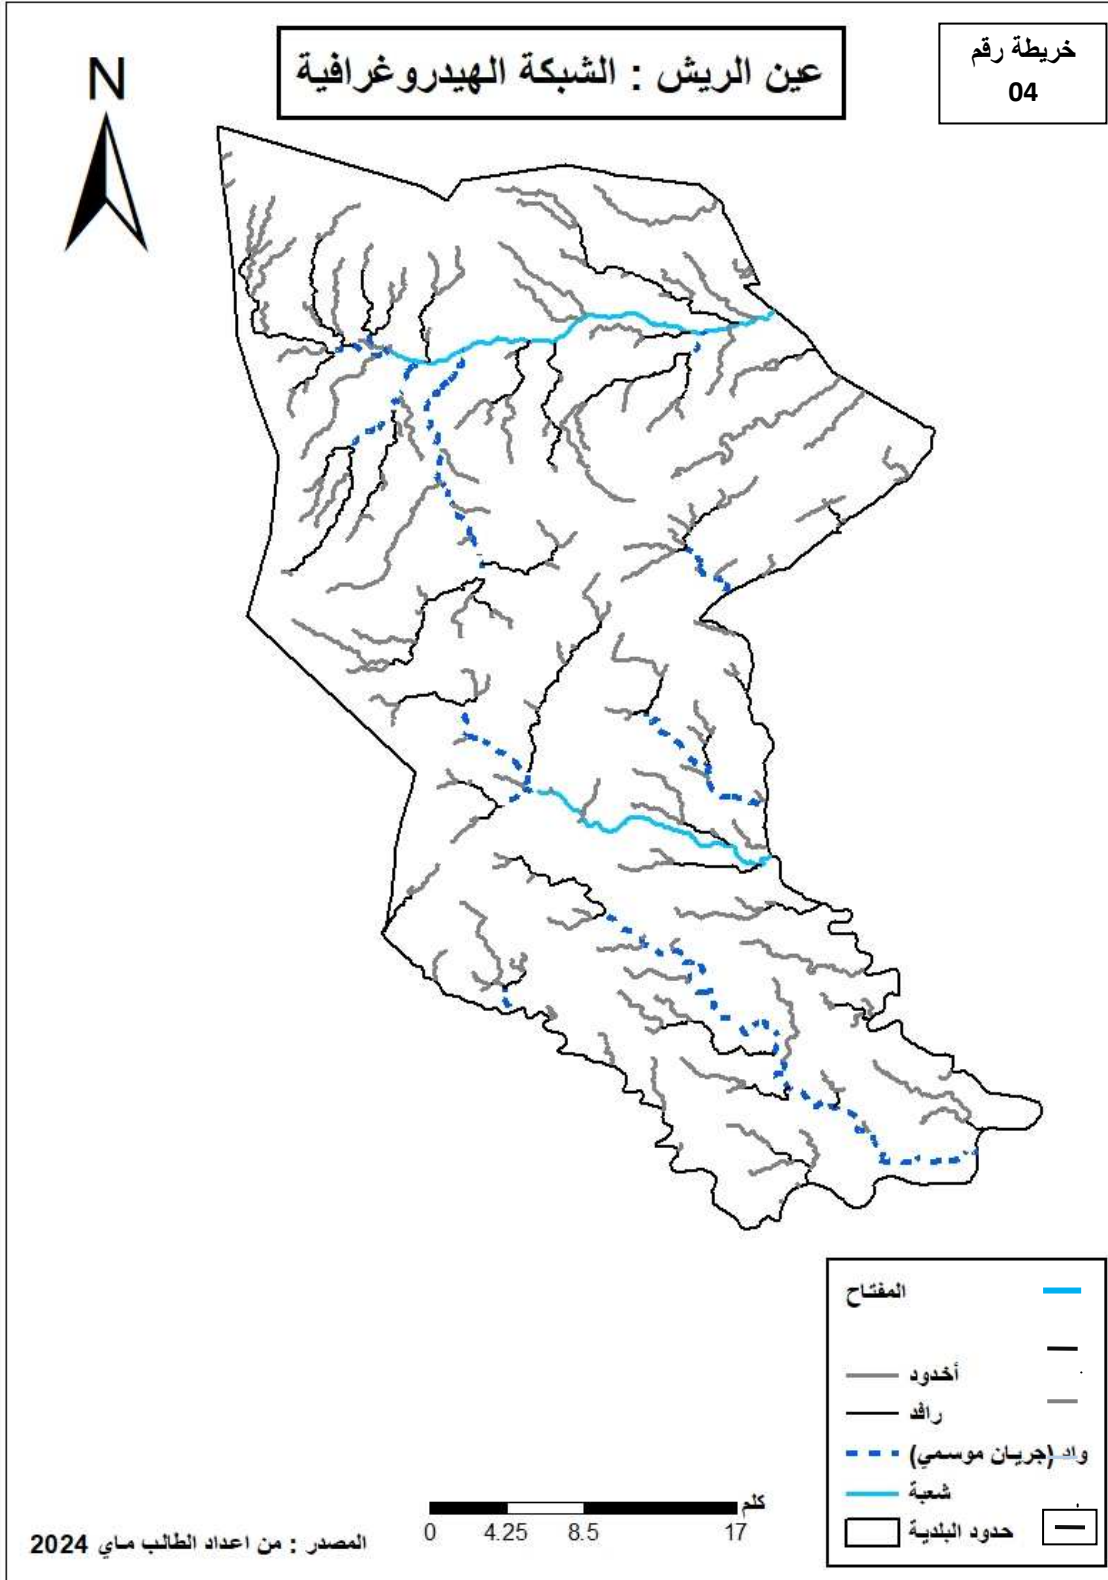 خريطة رقم
04
عين الريش : الشبكة الهيدروغرافية
N
المفتاح
أخدود
رافد
واد (جريان موسمي)
شعبة
حدود البلدية
كلم
0 4.25 8.5 17
المصدر : من اعداد الطالب ماي 2024